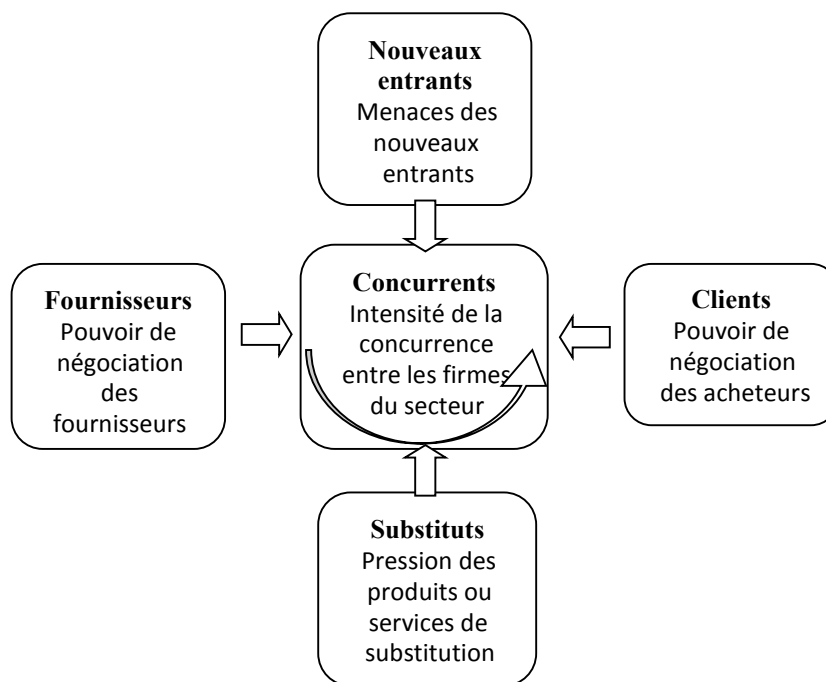 Nouveaux
entrants
Menaces des
nouveaux
entrants
Fournisseurs
Pouvoir de
négociation
des
fournisseurs
Concurrents
Intensité de la
concurrence
entre les firmes
du secteur
Clients
Pouvoir de
négociation
des acheteurs
Substituts
Pression des
produits ou
services de
substitution